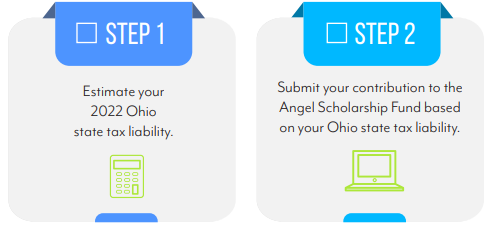 STEP 1
Estimate your
2022 Ohio
state tax liability.
STEP 2
Submit your contribution to the
Angel Scholarship Fund based
on your Ohio state tax liability.